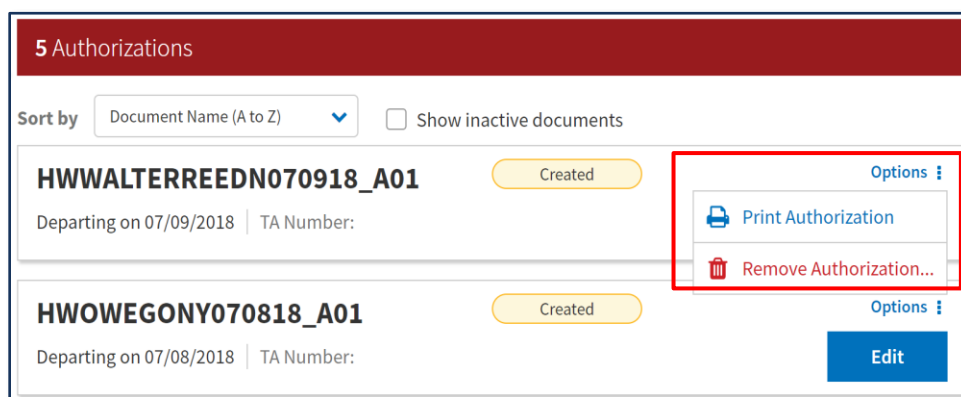 5 Authorizations
Sort by Document Name (A to Z) Show inactive documents
HWWALTERREEDN070918_A01 Created Options
Departing on 07/09/2018 TA Number: Print Authorization
Remove Authorization...
HWOWEGONY070818_A01 Created Options
Departing on 07/08/2018 TA Number: Edit